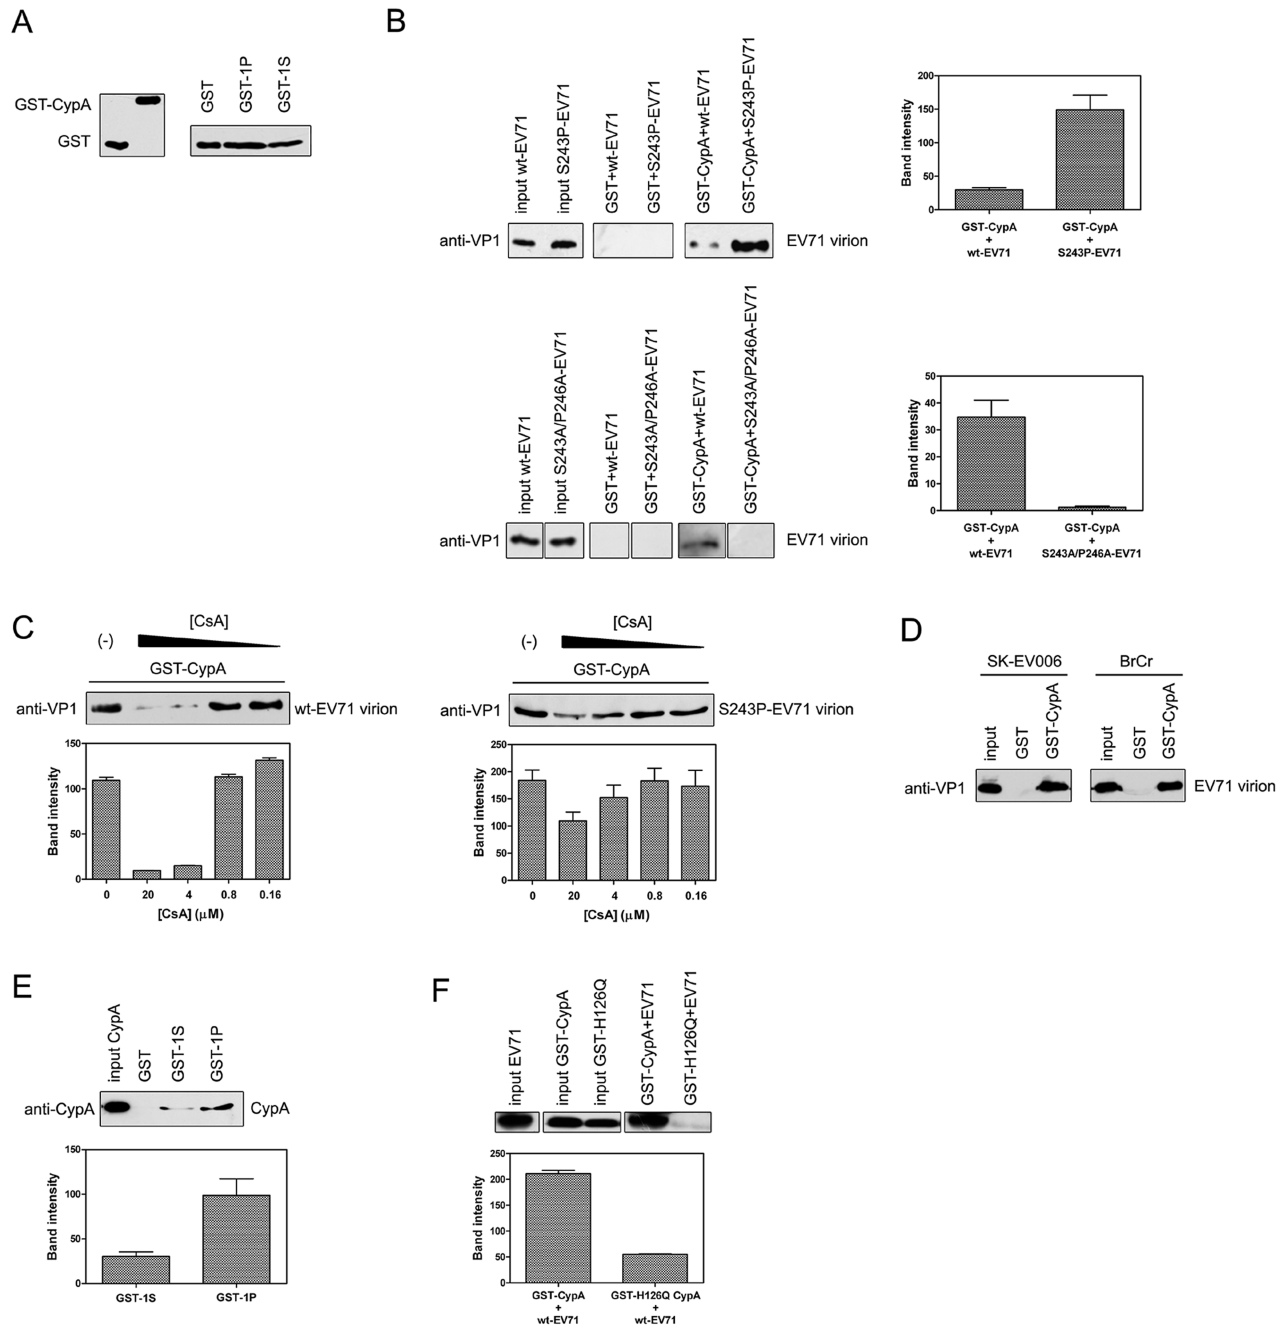 A
GST-CypA
GST
GST
GST-1P
GST-1S
B
input wt-EV71
input S243P-EV71
GST+wt-EV71
GST+S243P-EV71
GST-CypA+wt-EV71
GST-CypA+S243P-EV71
anti-VP1
EV71 virion
Band intensity
200
150
100
50
0
GST-CypA
+
wt-EV71
GST-CypA
+
S243P-EV71
input wt-EV71
input S243A/P246A-EV71
GST+wt-EV71
GST+S243A/P246A-EV71
GST-CypA+wt-EV71
GST-CypA+S243A/P246A-EV71
anti-VP1
EV71 virion
Band intensity
50
40
30
20
10
0
GST-CypA
+
wt-EV71
GST-CypA
+
S243A/P246A-EV71
C
(-)
[CsA]
GST-CypA
anti-VP1
wt-EV71 virion
Band intensity
150
100
50
0
0 20 4 0.8 0.16
[CsA] (μM)
(-)
[CsA]
GST-CypA
anti-VP1
S243P-EV71 virion
Band intensity
250
200
150
100
50
0
0 20 4 0.8 0.16
[CsA] (μM)
D
SK-EV006
BrCr
input
GST
GST-CypA
input
GST
GST-CypA
anti-VP1
EV71 virion
E
input CypA
GST
GST-1S
GST-1P
anti-CypA
CypA
Band intensity
150
100
50
0
GST-1S
GST-1P
F
input EV71
input GST-CypA
input GST-H126Q
GST-CypA+EV71
GST-H126Q+EV71
Band intensity
250
200
150
100
50
0
GST-CypA
+
wt-EV71
GST-H126Q CypA
+
wt-EV71